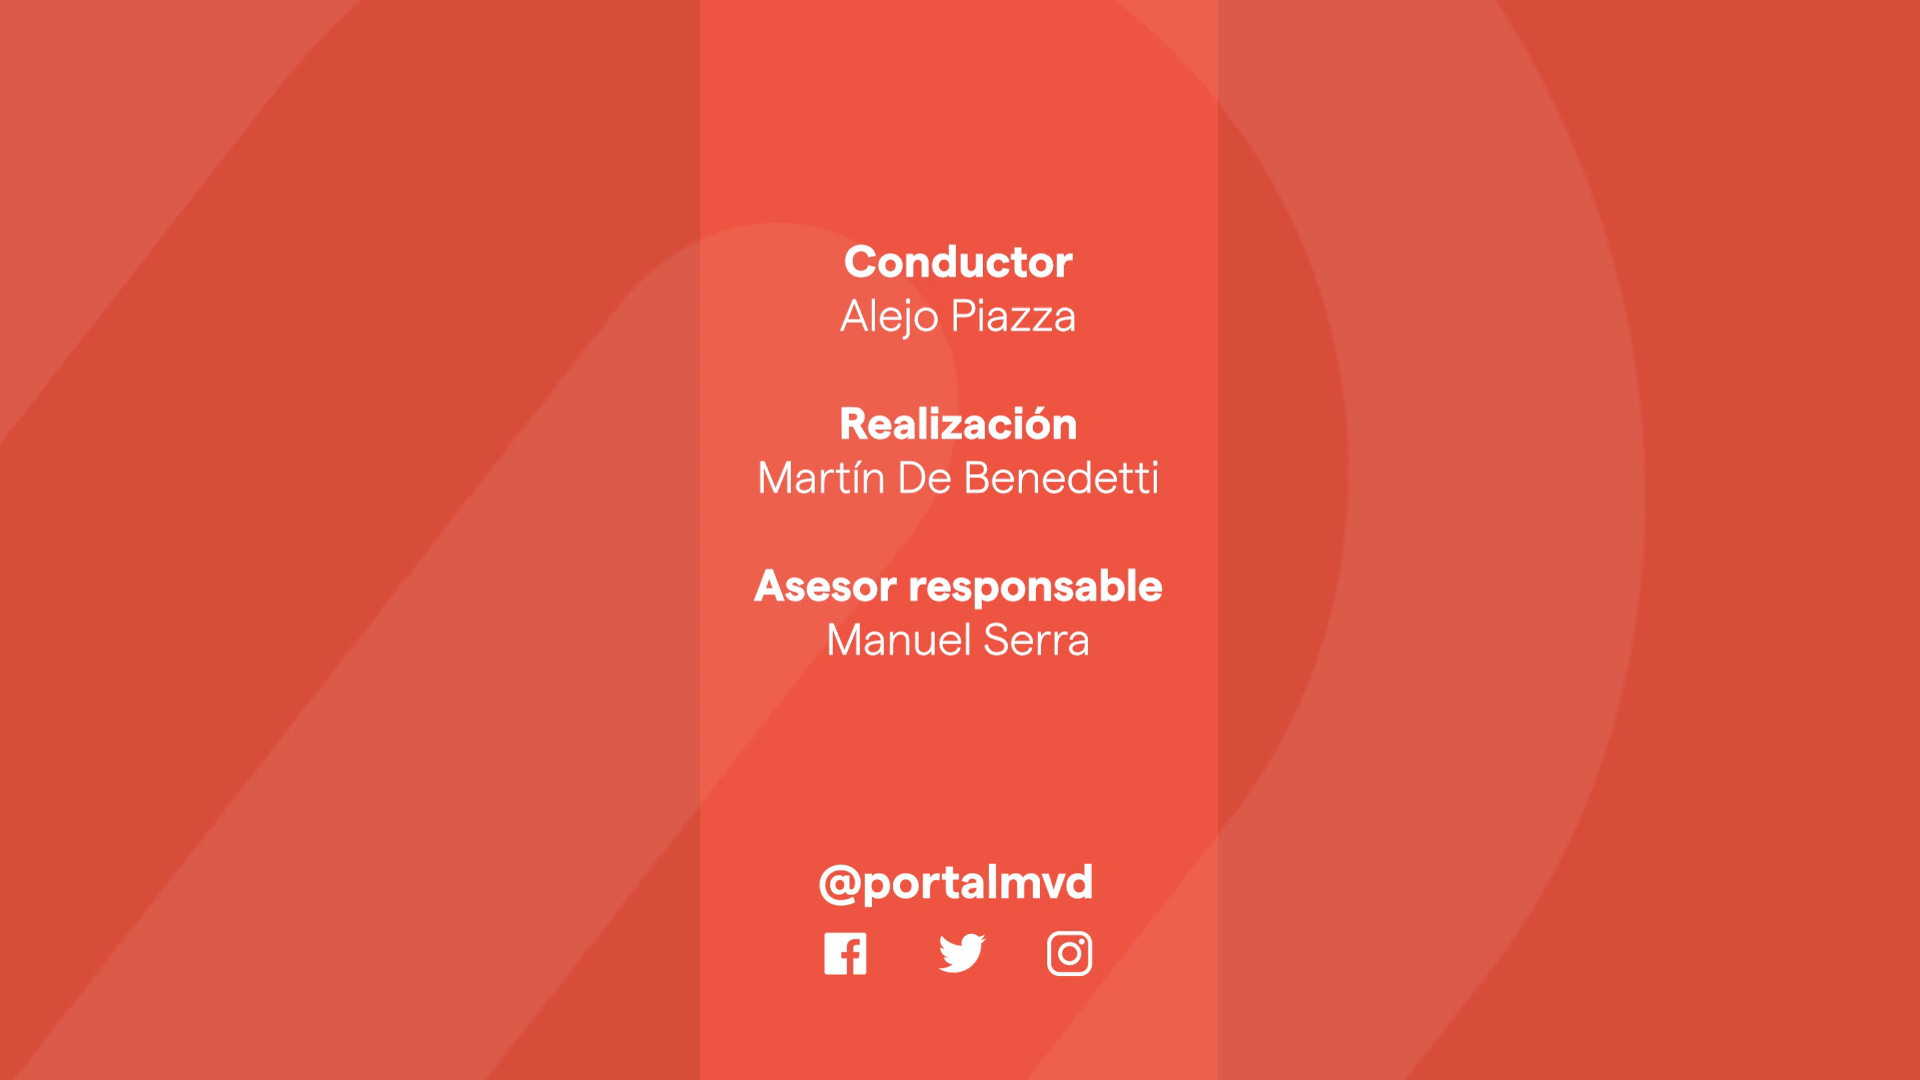 Conductor
Alejo Piazza
Realización
Martín De Benedetti
Asesor responsable
Manuel Serra
@portalmvd